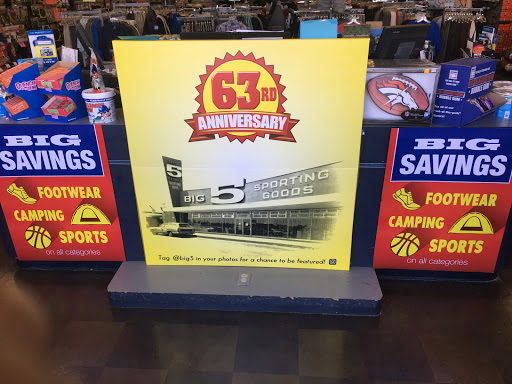 63RD
ANNIVERSARY
5
BIG 5 SPORTING
GOODS
Tag @big5 in your photos for a chance to be featured!
BIG
SAVINGS
FOOTWEAR
CAMPING
SPORTS
on all categories
BIG
SAVINGS
FOOTWEAR
CAMPING
SPORTS
on all categories